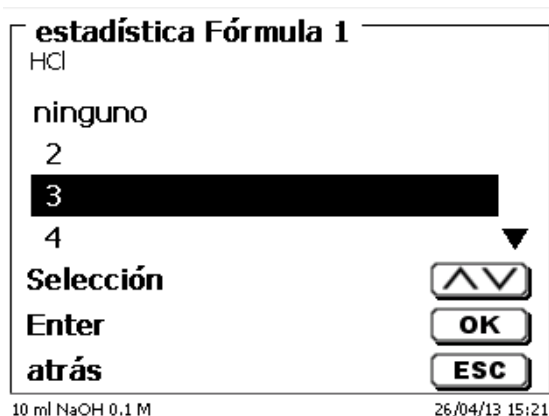 estadística Fórmula 1
HCl
ninguno
2
3
4
Selección
Enter OK
atrás ESC
10 ml NaOH 0.1 M 26/04/13 15:21